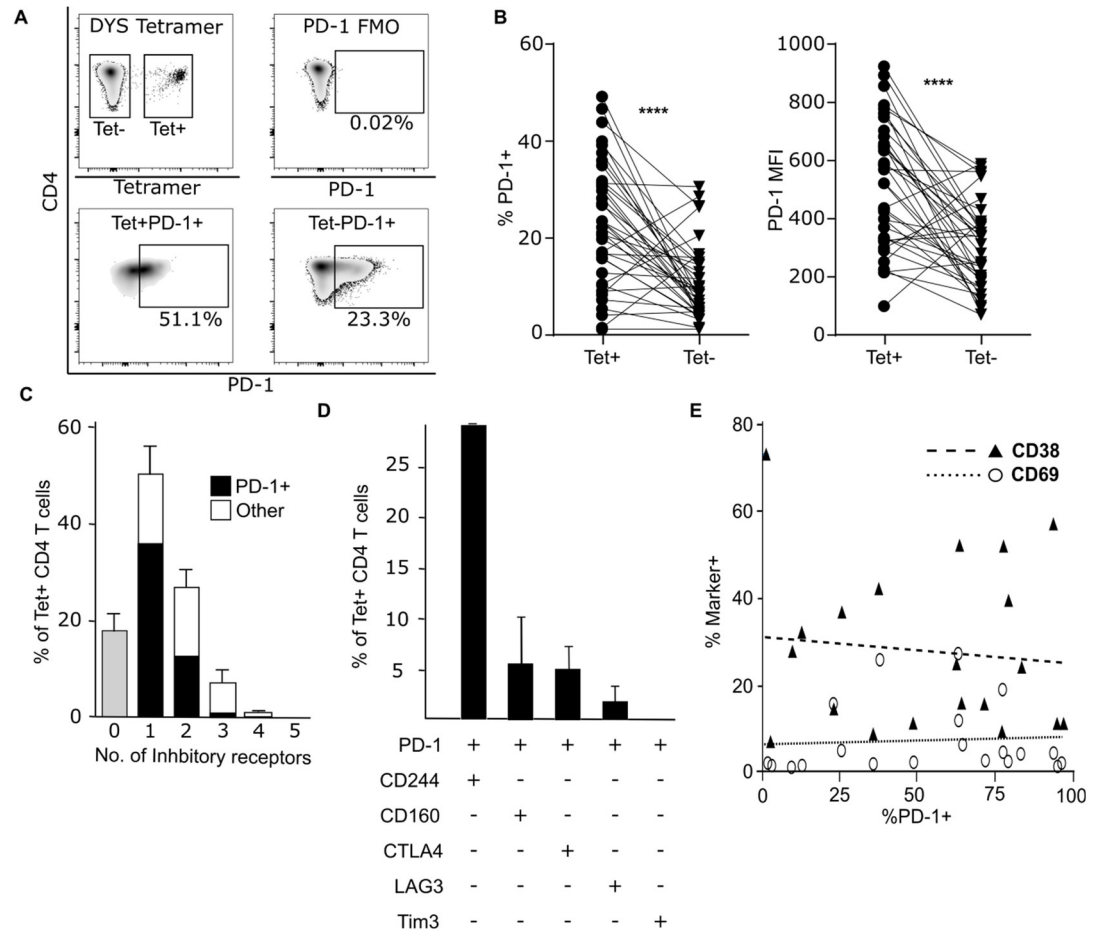 A
DYS Tetramer
Tet-
Tet+
Tetramer
PD-1 FMO
0.02%
PD-1
Tet+PD-1+
51.1%
Tet-PD-1+
23.3%
CD4
PD-1
B
% PD-1+
60
40
20
0
Tet+
Tet-
****
PD-1 MFI
1000
800
600
400
200
0
Tet+
Tet-
****
C
% of Tet+ CD4 T cells
60
40
20
0
PD-1+
Other
0 1 2 3 4 5
No. of Inhbitory receptors
D
% of Tet+ CD4 T cells
25
20
15
10
5
PD-1 + + + + +
CD244 + - - - -
CD160 - + - - -
CTLA4 - - + - -
LAG3 - - - + -
Tim3 - - - - +
E
% Marker+
80
60
40
20
0
CD38
CD69
0 25 50 75 100
%PD-1+